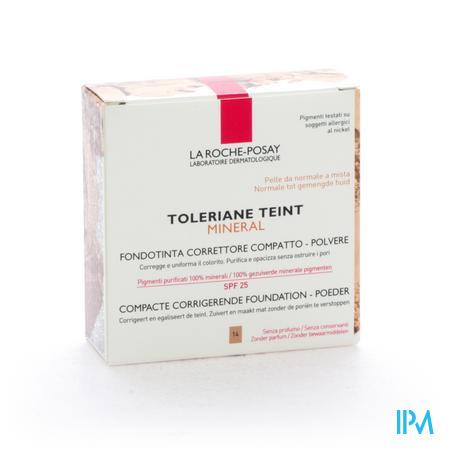 Pigmenti testati su
soggetti allergici
al nickel
LA ROCHE-POSAY
LABORATOIRE DERMATOLOGIQUE
Pelle da normale a mista
Normale tot gemengde huid
TOLERIANE TEINT
MINERAL
FONDOTINTA CORRETTORE COMPATTO - POLVERE
Corregge e uniforma il colorito. Purifica e opacizza senza ostruire i pori
Pigmenti purificati 100% minerali / 100% gezuiverde minerale pigmenten
SPF 25
COMPACTE CORRIGERENDE FOUNDATION - POEDER
Corrigeert en egaliseert de teint. Zuivert en maakt mat zonder de poriën te verstoppen
14
Senza profumo / Senza conservanti
Zonder parfum / Zonder bewaarmiddelen
IPM